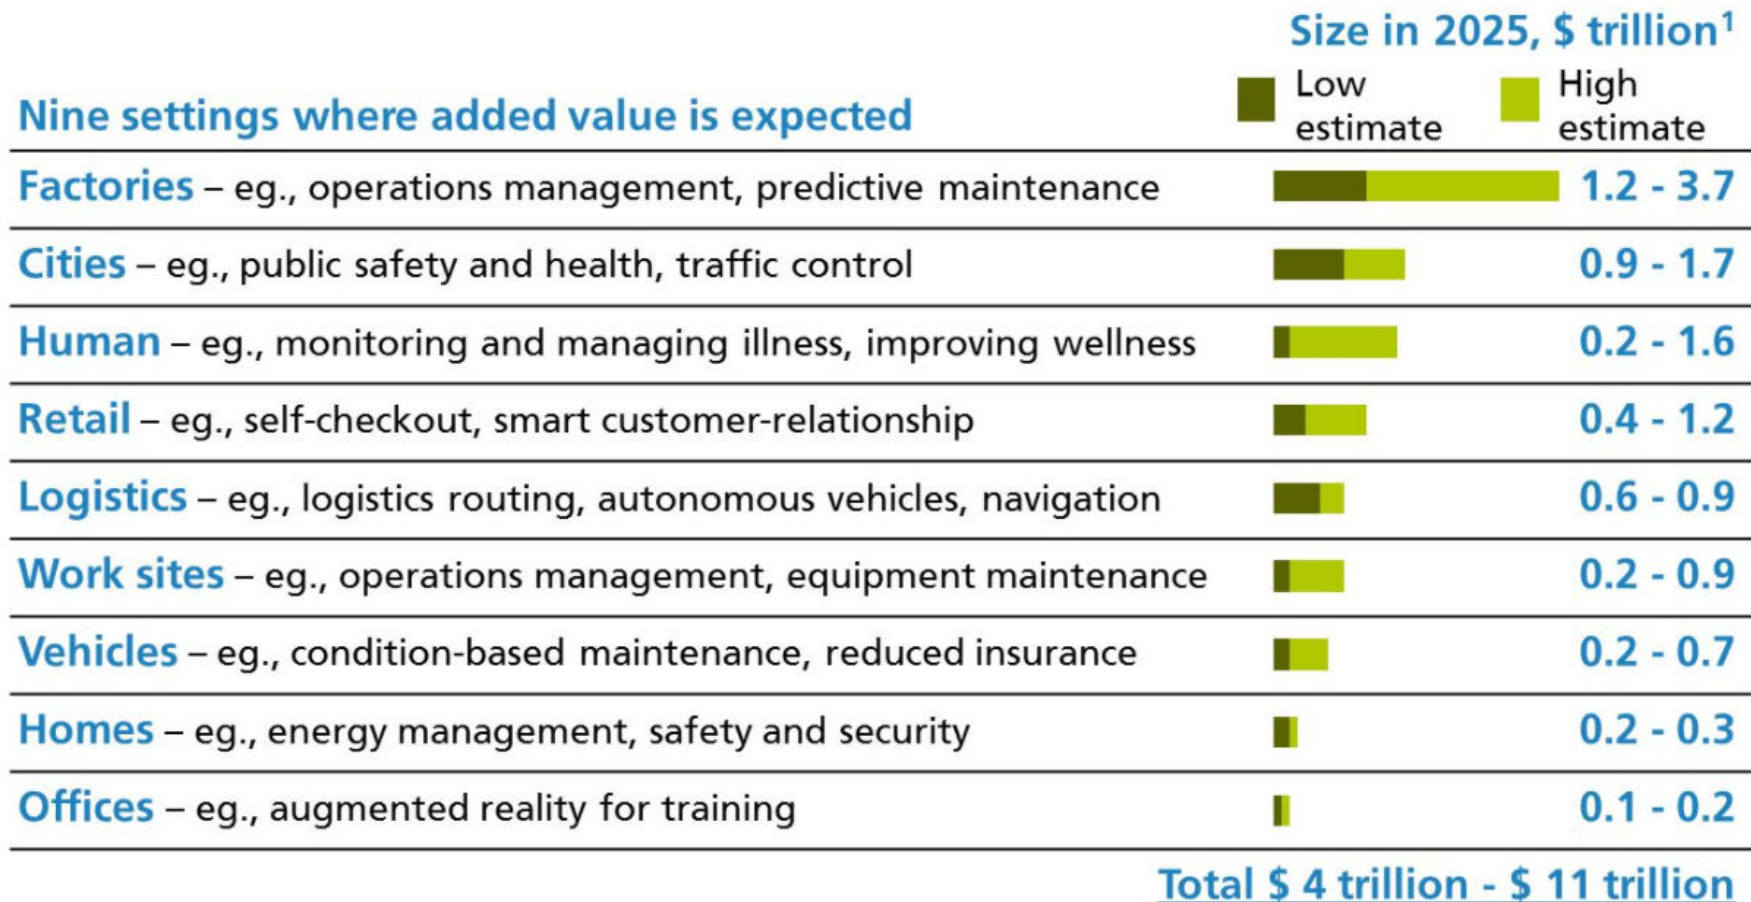 Size in 2025, $ trillion¹
Low estimate
High estimate
Nine settings where added value is expected
Factories – eg., operations management, predictive maintenance 1.2 - 3.7
Cities – eg., public safety and health, traffic control 0.9 - 1.7
Human – eg., monitoring and managing illness, improving wellness 0.2 - 1.6
Retail – eg., self-checkout, smart customer-relationship 0.4 - 1.2
Logistics – eg., logistics routing, autonomous vehicles, navigation 0.6 - 0.9
Work sites – eg., operations management, equipment maintenance 0.2 - 0.9
Vehicles – eg., condition-based maintenance, reduced insurance 0.2 - 0.7
Homes – eg., energy management, safety and security 0.2 - 0.3
Offices – eg., augmented reality for training 0.1 - 0.2
Total $ 4 trillion - $ 11 trillion